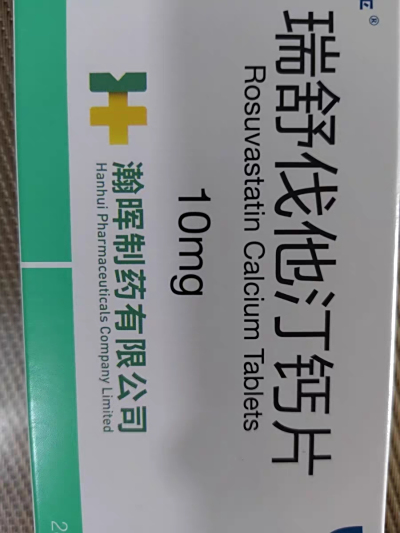 瑞舒伐他汀钙片
Rosuvastatin Calcium Tablets
10mg
瀚晖制药有限公司
Hanhui Pharmaceuticals Company Limited